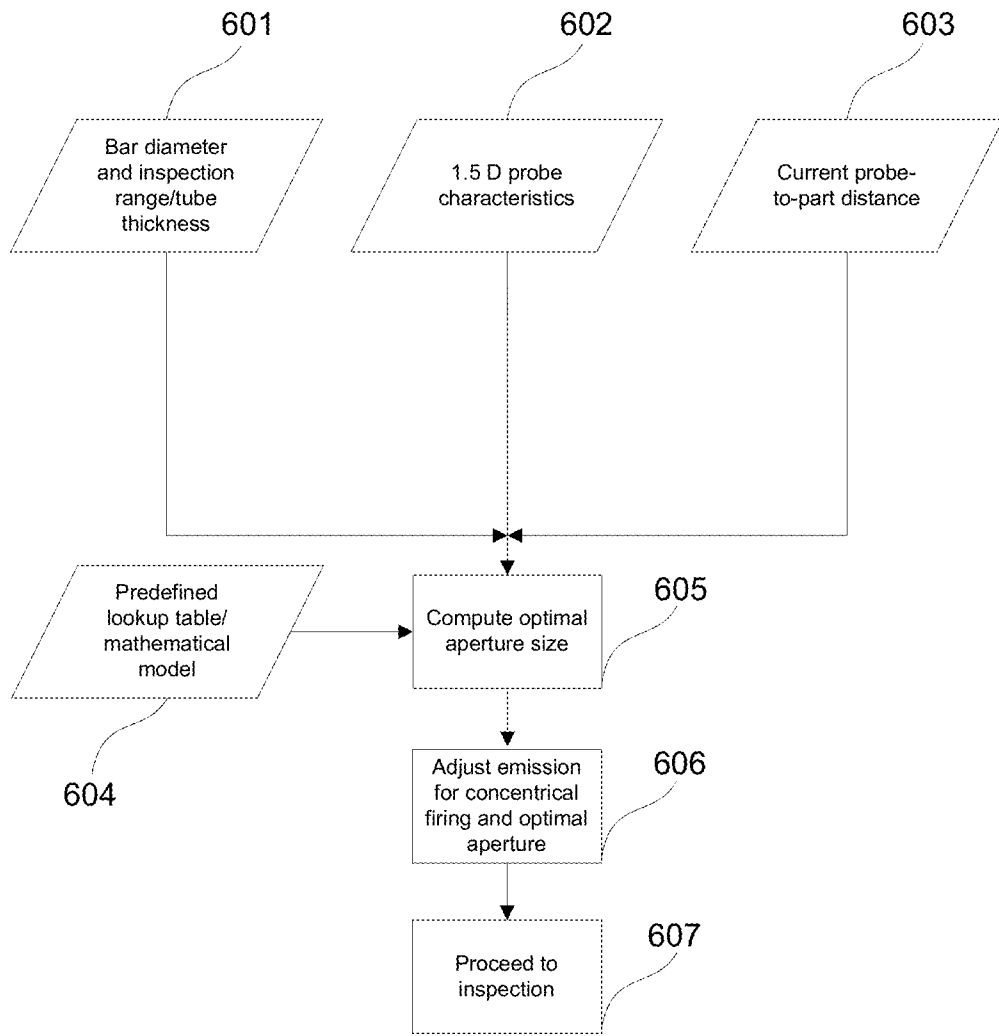 601
602
603
Bar diameter
and inspection
range/tube
thickness
1.5 D probe
characteristics
Current probe-
to-part distance
Predefined
lookup table/
mathematical
model
604
Compute optimal
aperture size
605
Adjust emission
for concentrical
firing and optimal
aperture
606
Proceed to
inspection
607